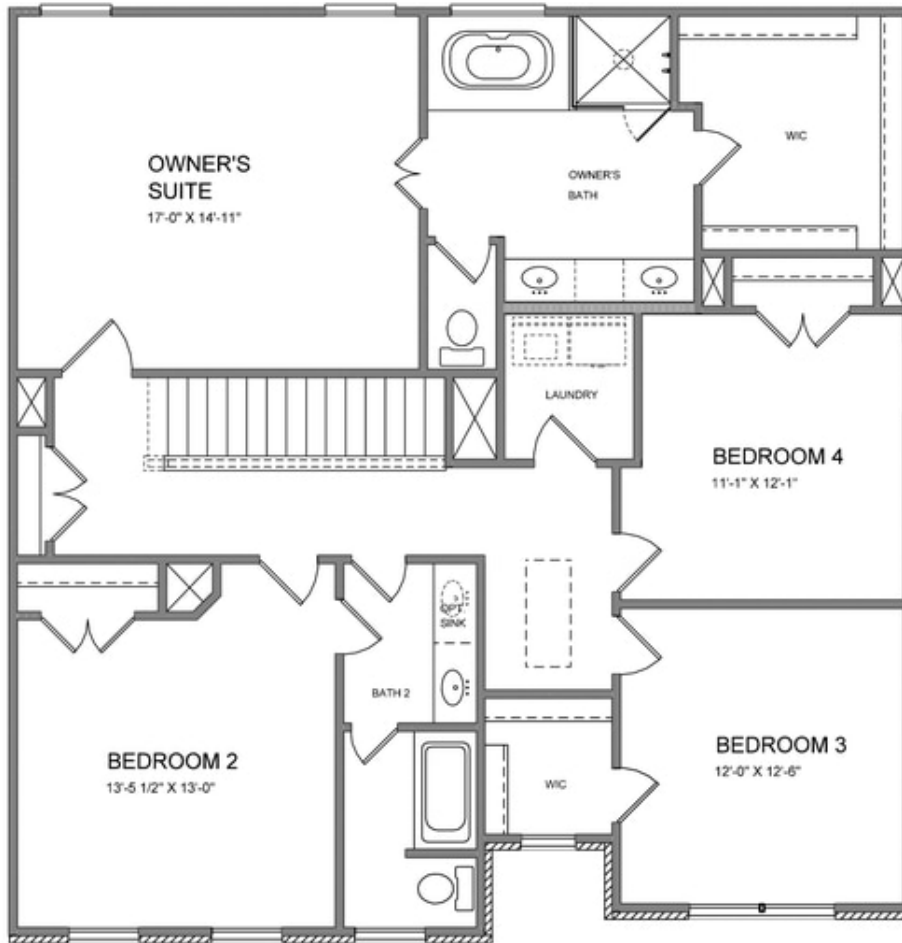 OWNER'S
SUITE
17'-0" X 14'-11"
OWNER'S
BATH
WIC
LAUNDRY
BEDROOM 4
11'-1" X 12'-1"
OPT
SINK
BATH 2
BEDROOM 2
13'-5 1/2" X 13'-0"
WIC
BEDROOM 3
12'-0" X 12'-6"